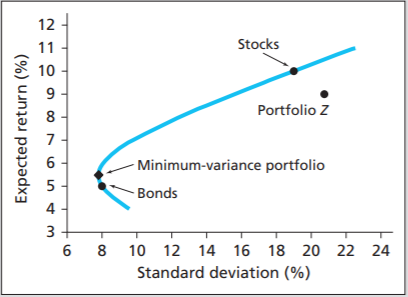 Expected return (%)
12
11
10
9
8
7
6
5
4
3
Stocks
Portfolio Z
Minimum-variance portfolio
Bonds
6 8 10 12 14 16 18 20 22 24
Standard deviation (%)